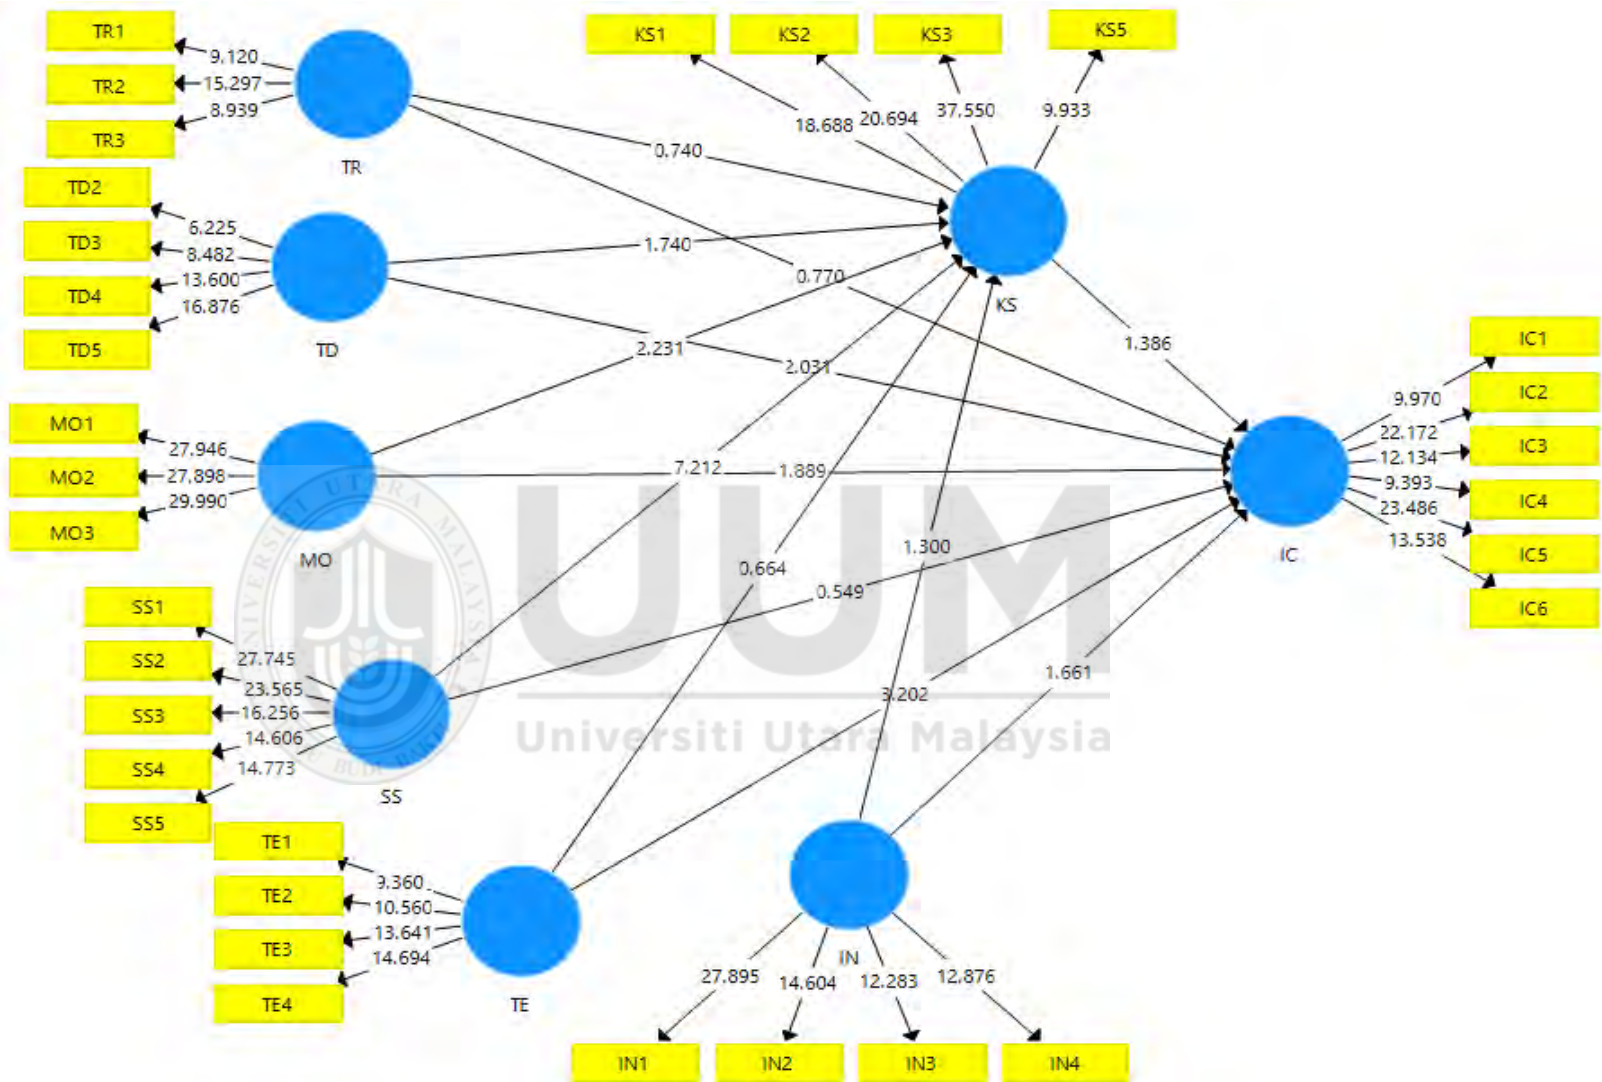 TR1
TR2
TR3
9.120
15.297
8.939
TR
TD2
TD3
TD4
TD5
6.225
8.482
13.600
16.876
TD
MO1
MO2
MO3
27.946
27.898
29.990
MO
SS1
SS2
SS3
SS4
SS5
27.745
23.565
16.256
14.606
14.773
SS
TE1
TE2
TE3
TE4
9.360
10.560
13.641
14.694
TE
KS1
KS2
KS3
KS5
18.688
20.694
37.550
9.933
KS
0.740
1.740
0.770
2.231
2.031
7.212
1.889
0.664
1.300
0.549
3.202
1.661
1.386
IC1
IC2
IC3
IC4
IC5
IC6
9.970
22.172
12.134
9.393
23.486
13.538
IC
IN
27.895
14.604
12.283
12.876
IN1
IN2
IN3
IN4
UNIVERSITI UTARA MALAYSIA
UUM
Universiti Utara Malaysia